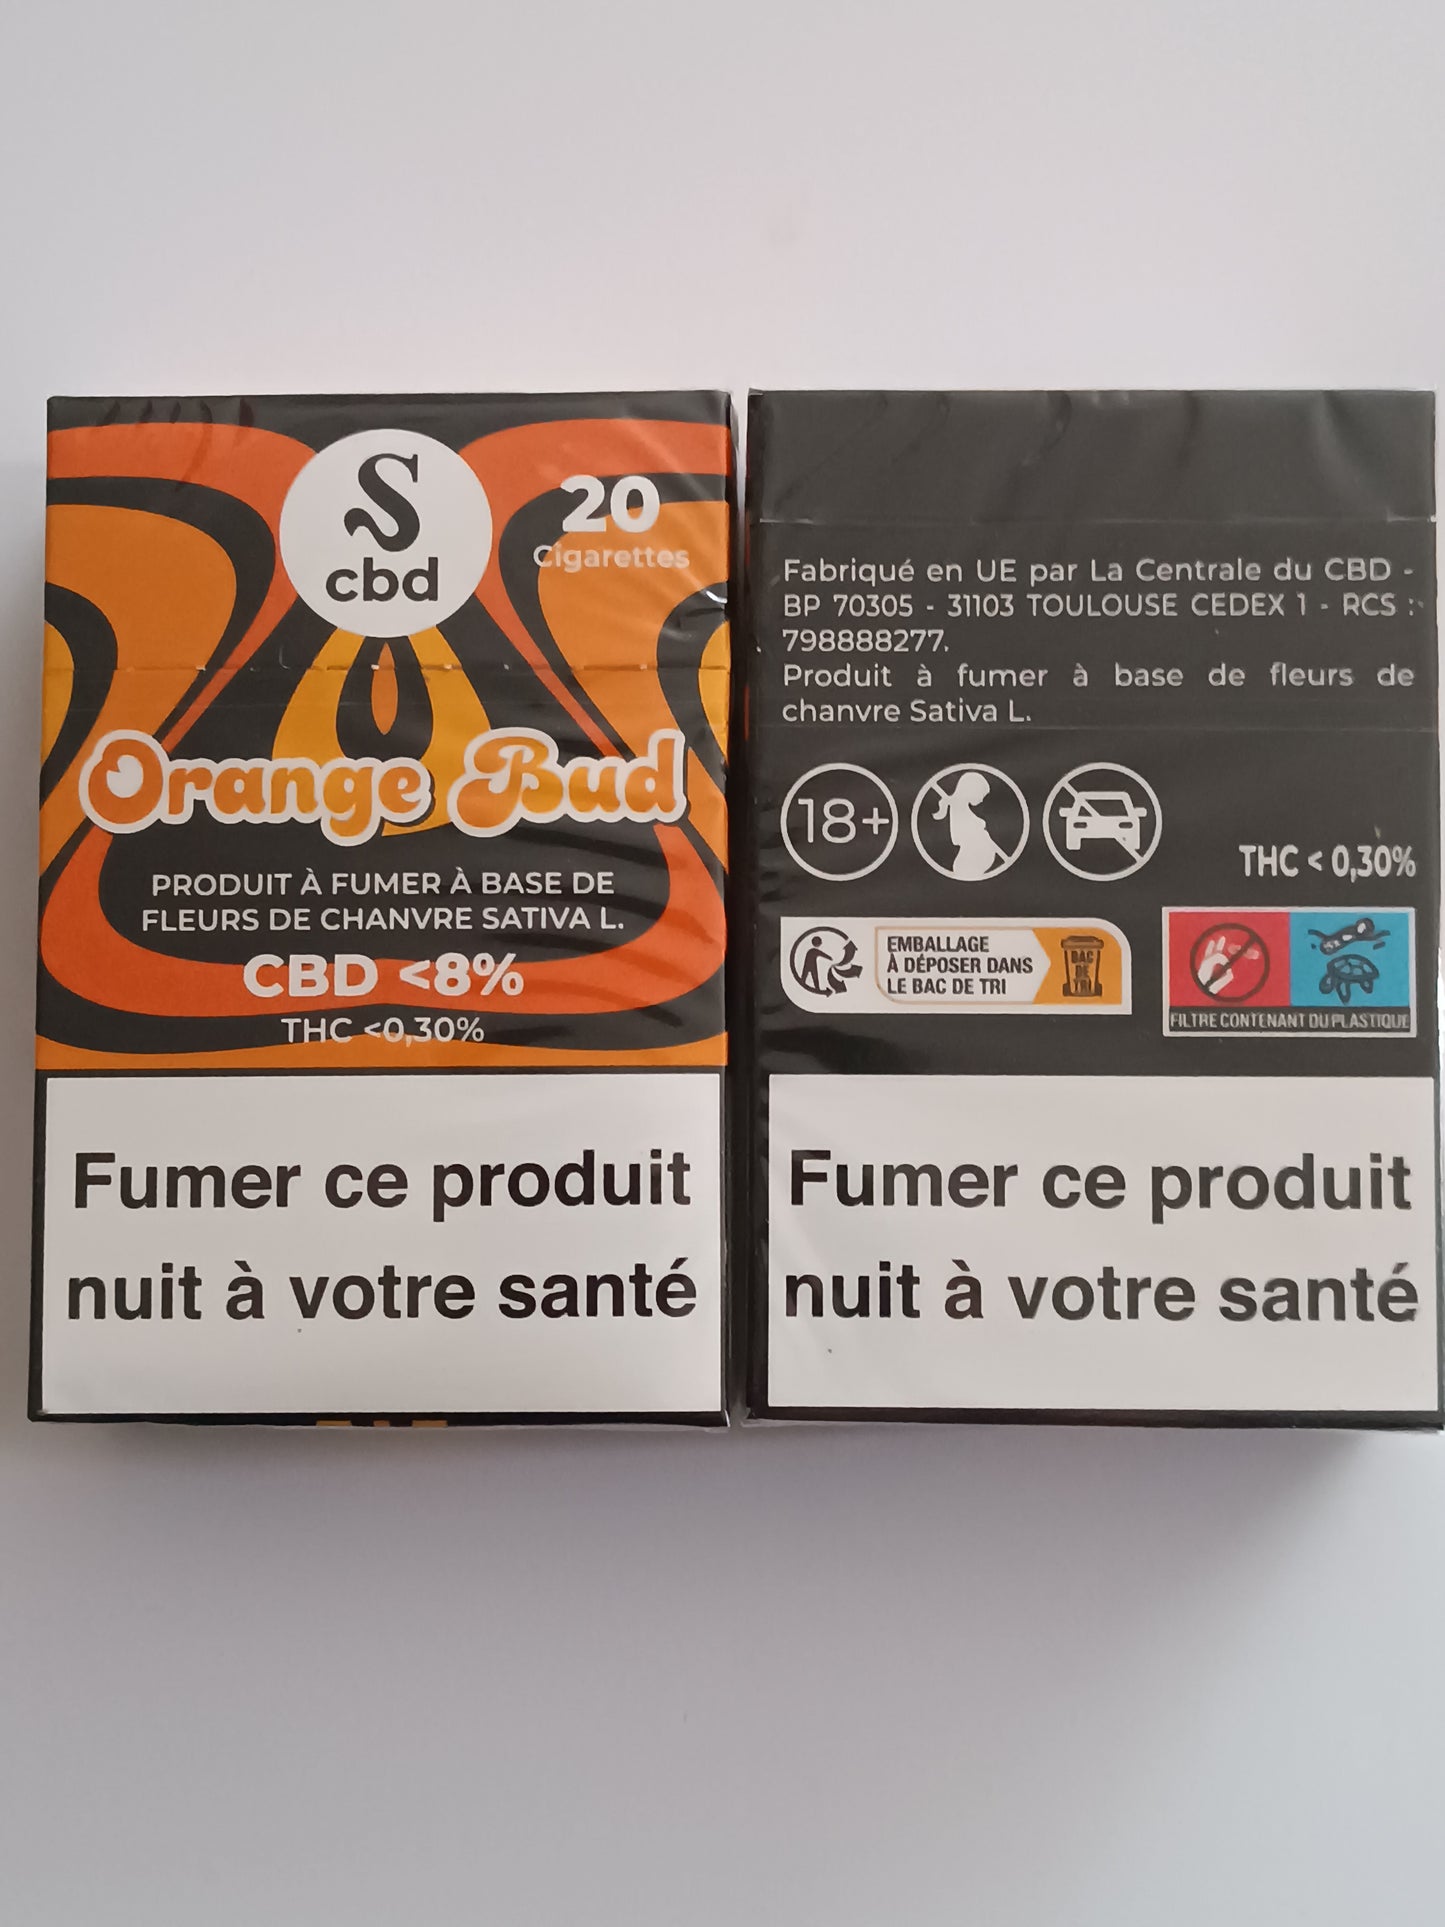 S
cbd
20
Cigarettes
Orange Bud
PRODUIT À FUMER À BASE DE
FLEURS DE CHANVRE SATIVA L.
CBD <8%
THC <0,30%
Fumer ce produit
nuit à votre santé
Fabriqué en UE par La Centrale du CBD -
BP 70305 - 31103 TOULOUSE CEDEX 1 - RCS :
798888277.
Produit à fumer à base de fleurs de
chanvre Sativa L.
18+
THC < 0,30%
EMBALLAGE
À DÉPOSER DANS
LE BAC DE TRI
BAC
DE
TRI
FILTRE CONTENANT DU PLASTIQUE
Fumer ce produit
nuit à votre santé